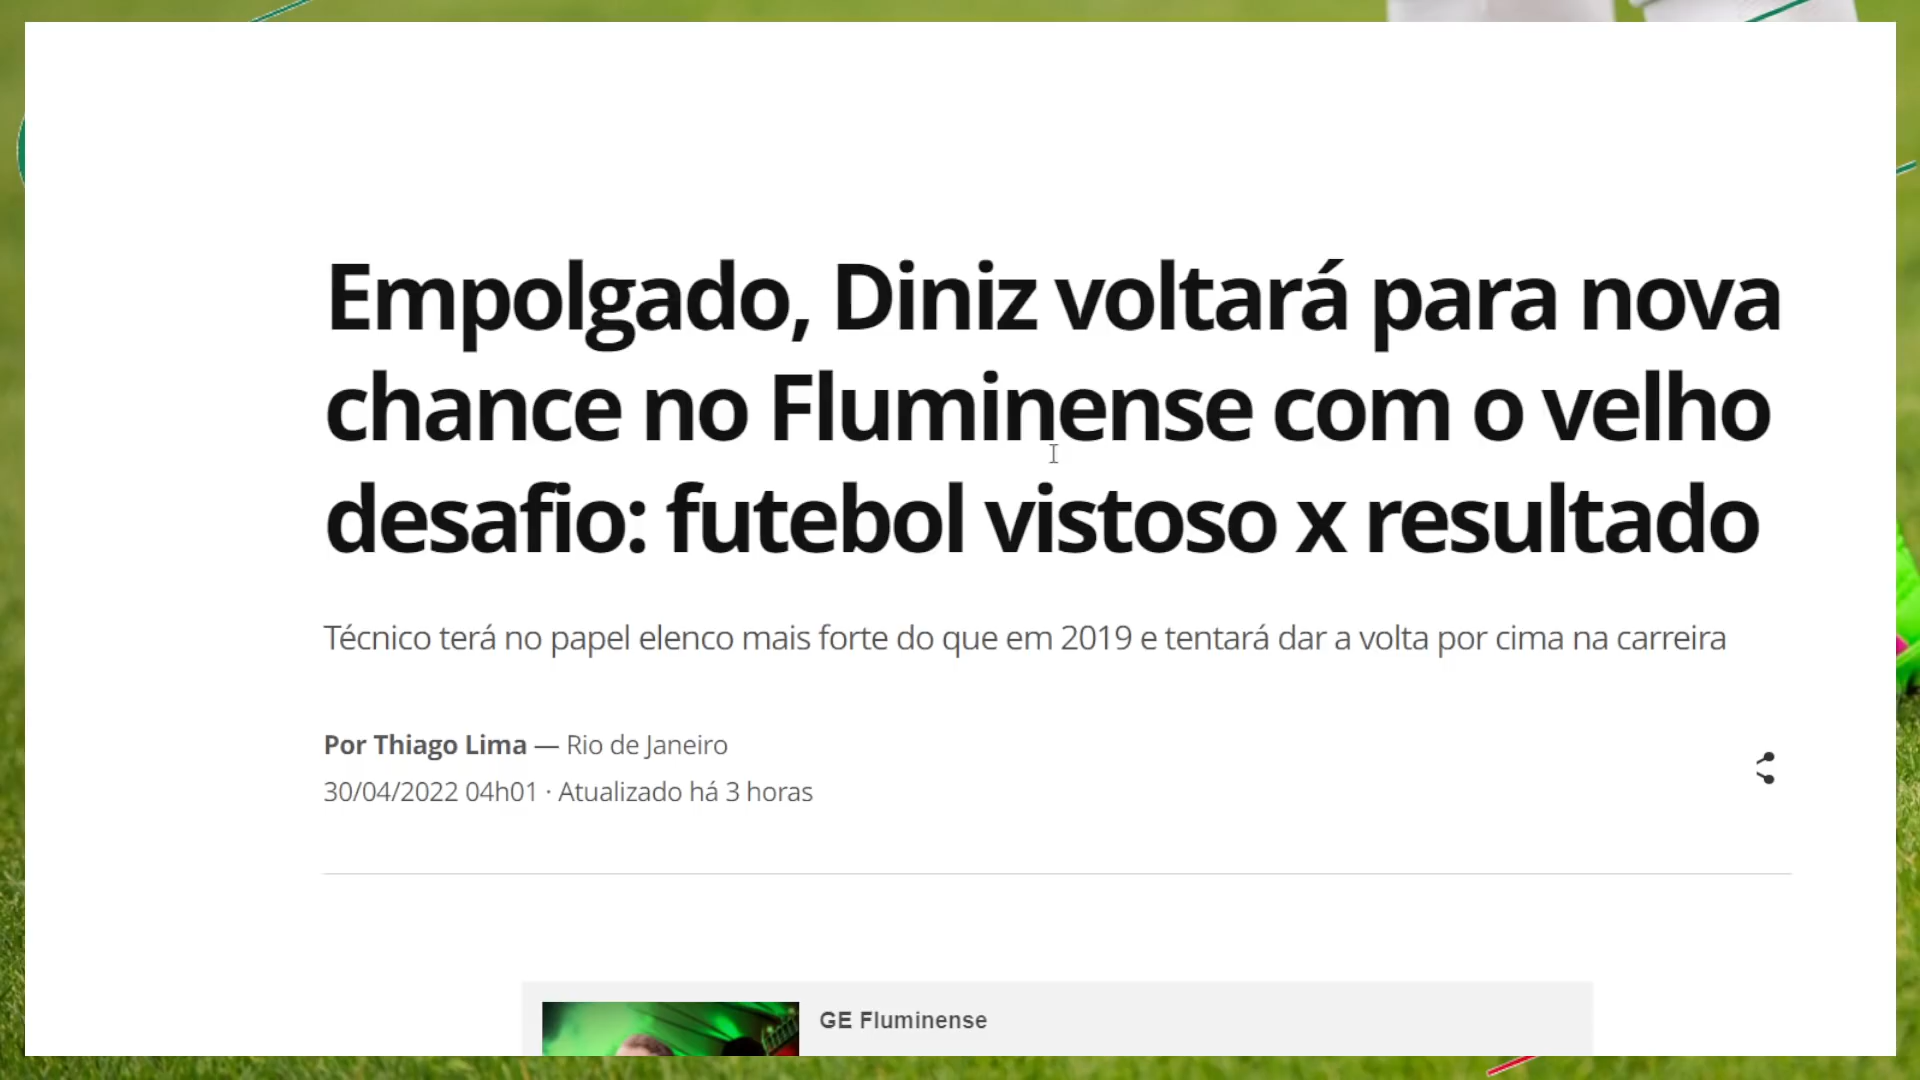 Empolgado, Diniz voltará para nova
chance no Fluminense com o velho
desafio: futebol vistoso x resultado
Técnico terá no papel elenco mais forte do que em 2019 e tentará dar a volta por cima na carreira
Por Thiago Lima — Rio de Janeiro
30/04/2022 04h01 · Atualizado há 3 horas
GE Fluminense